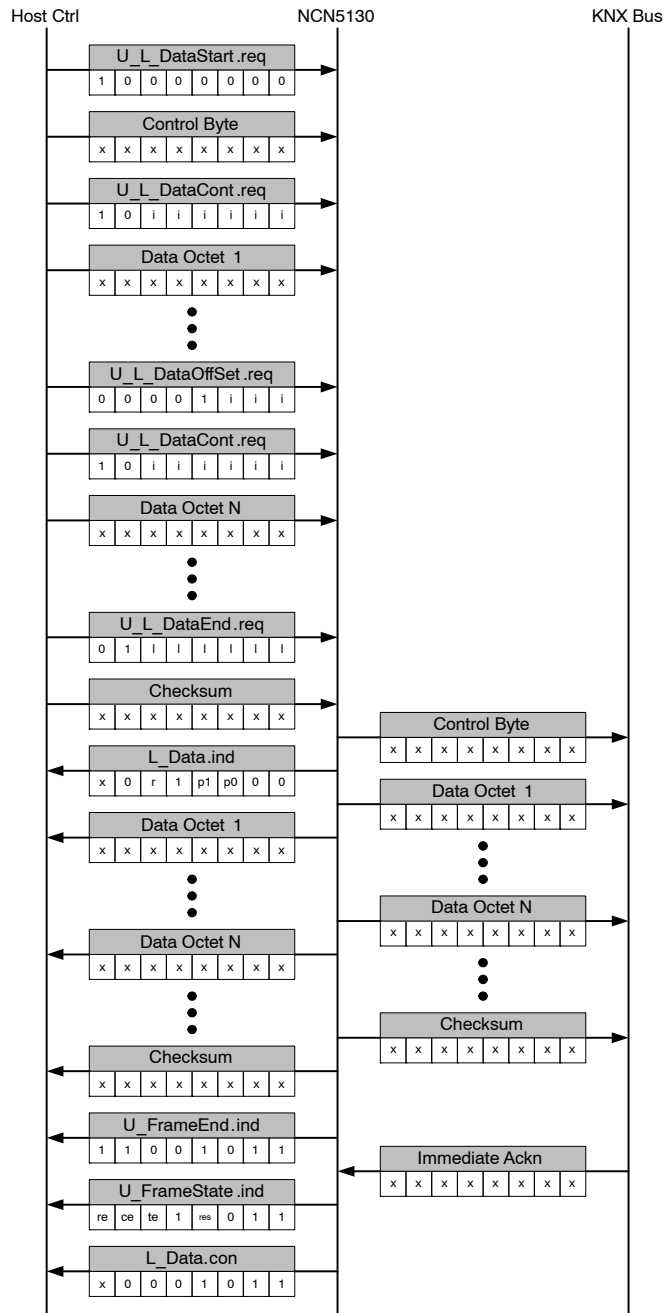 Host Ctrl NCN5130 KNX Bus
U_L_DataStart.req
1 0 0 0 0 0 0 0
Control Byte
x x x x x x x x
U_L_DataCont.req
1 0 i i i i i i
Data Octet 1
x x x x x x x x
U_L_DataOffSet.req
0 0 0 0 1 i i i
U_L_DataCont.req
1 0 i i i i i i
Data Octet N
x x x x x x x x
U_L_DataEnd.req
0 1 l l l l l l
Checksum
x x x x x x x x
Control Byte
x x x x x x x x
L_Data.ind
x 0 r 1 p1 p0 0 0
Data Octet 1
x x x x x x x x
Data Octet 1
x x x x x x x x
Data Octet N
x x x x x x x x
Data Octet N
x x x x x x x x
Checksum
x x x x x x x x
Checksum
x x x x x x x x
U_FrameEnd.ind
1 1 0 0 1 0 1 1
Immediate Ackn
x x x x x x x x
U_FrameState.ind
re ce te 1 res 0 1 1
L_Data.con
x 0 0 0 1 0 1 1